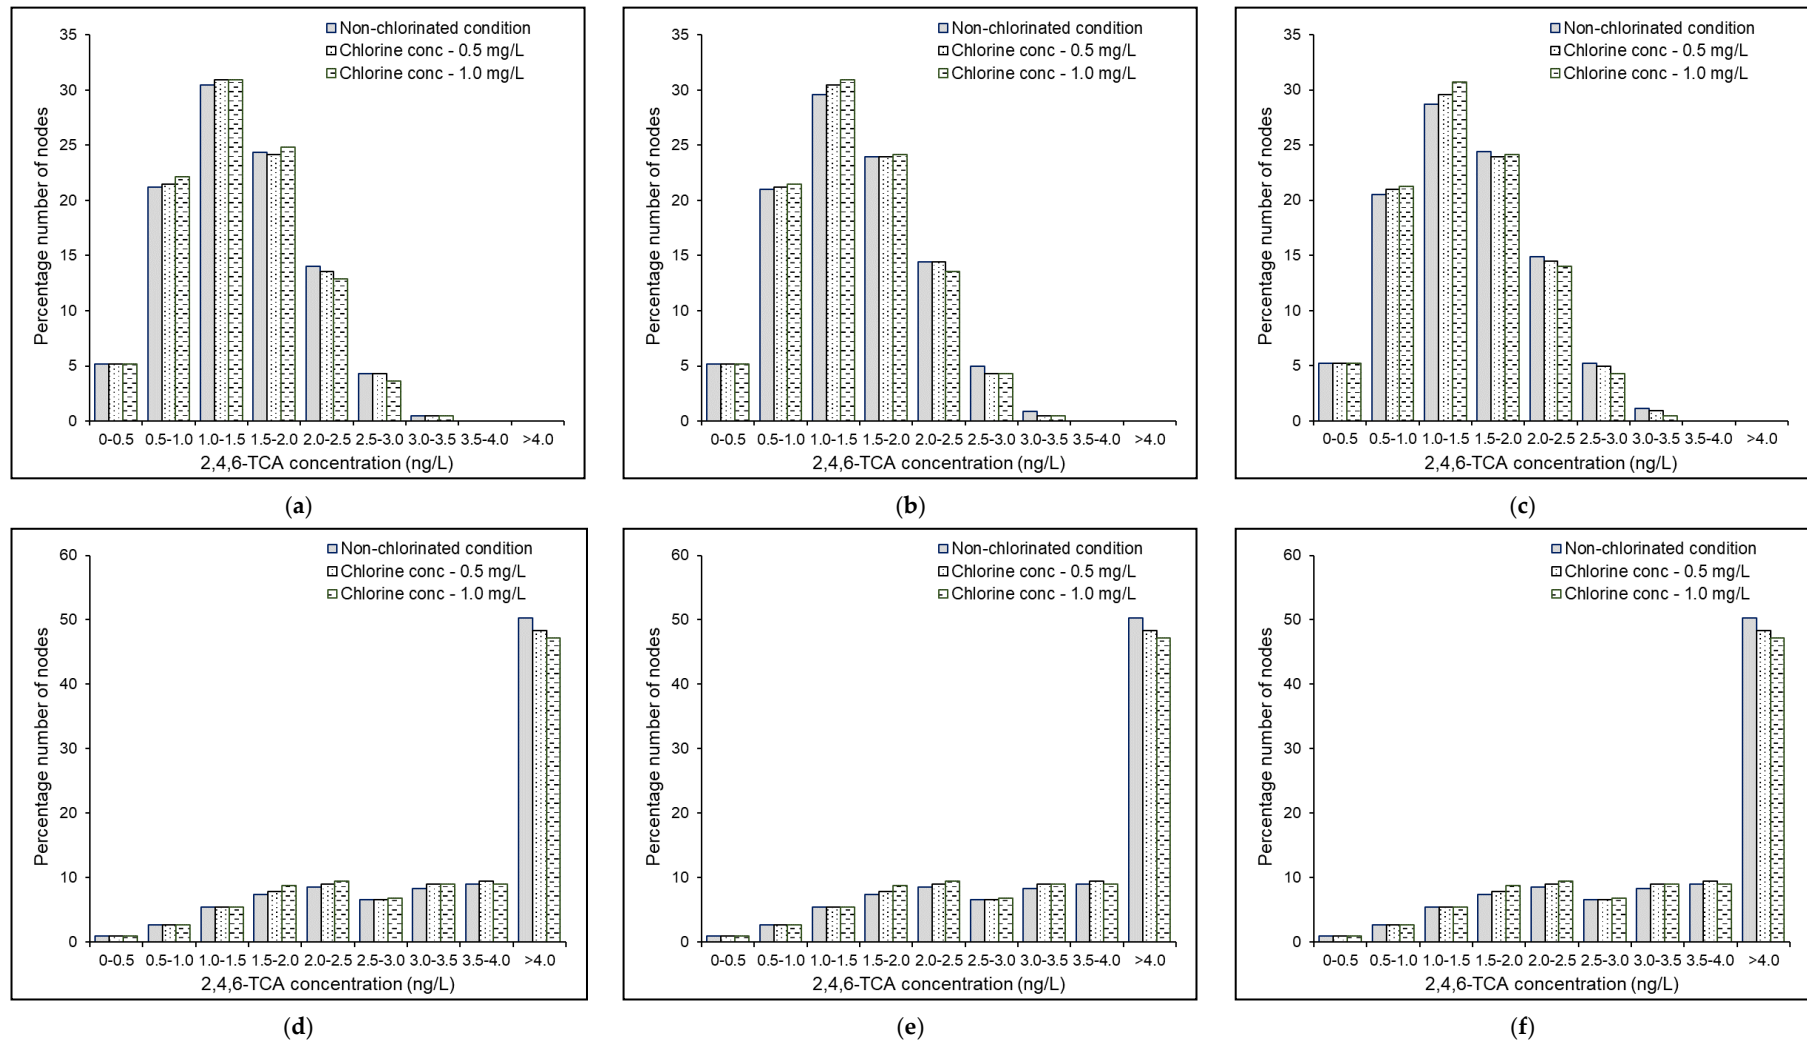 Non-chlorinated condition
Chlorine conc - 0.5 mg/L
Chlorine conc - 1.0 mg/L
Percentage number of nodes
35
30
25
20
15
10
5
0
0-0.5 0.5-1.0 1.0-1.5 1.5-2.0 2.0-2.5 2.5-3.0 3.0-3.5 3.5-4.0 >4.0
2,4,6-TCA concentration (ng/L)
(a)
Non-chlorinated condition
Chlorine conc - 0.5 mg/L
Chlorine conc - 1.0 mg/L
Percentage number of nodes
35
30
25
20
15
10
5
0
0-0.5 0.5-1.0 1.0-1.5 1.5-2.0 2.0-2.5 2.5-3.0 3.0-3.5 3.5-4.0 >4.0
2,4,6-TCA concentration (ng/L)
(b)
Non-chlorinated condition
Chlorine conc - 0.5 mg/L
Chlorine conc - 1.0 mg/L
Percentage number of nodes
35
30
25
20
15
10
5
0
0-0.5 0.5-1.0 1.0-1.5 1.5-2.0 2.0-2.5 2.5-3.0 3.0-3.5 3.5-4.0 >4.0
2,4,6-TCA concentration (ng/L)
(c)
Non-chlorinated condition
Chlorine conc - 0.5 mg/L
Chlorine conc - 1.0 mg/L
Percentage number of nodes
60
50
40
30
20
10
0
0-0.5 0.5-1.0 1.0-1.5 1.5-2.0 2.0-2.5 2.5-3.0 3.0-3.5 3.5-4.0 >4.0
2,4,6-TCA concentration (ng/L)
(d)
Non-chlorinated condition
Chlorine conc - 0.5 mg/L
Chlorine conc - 1.0 mg/L
Percentage number of nodes
60
50
40
30
20
10
0
0-0.5 0.5-1.0 1.0-1.5 1.5-2.0 2.0-2.5 2.5-3.0 3.0-3.5 3.5-4.0 >4.0
2,4,6-TCA concentration (ng/L)
(e)
Non-chlorinated condition
Chlorine conc - 0.5 mg/L
Chlorine conc - 1.0 mg/L
Percentage number of nodes
60
50
40
30
20
10
0
0-0.5 0.5-1.0 1.0-1.5 1.5-2.0 2.0-2.5 2.5-3.0 3.0-3.5 3.5-4.0 >4.0
2,4,6-TCA concentration (ng/L)
(f)